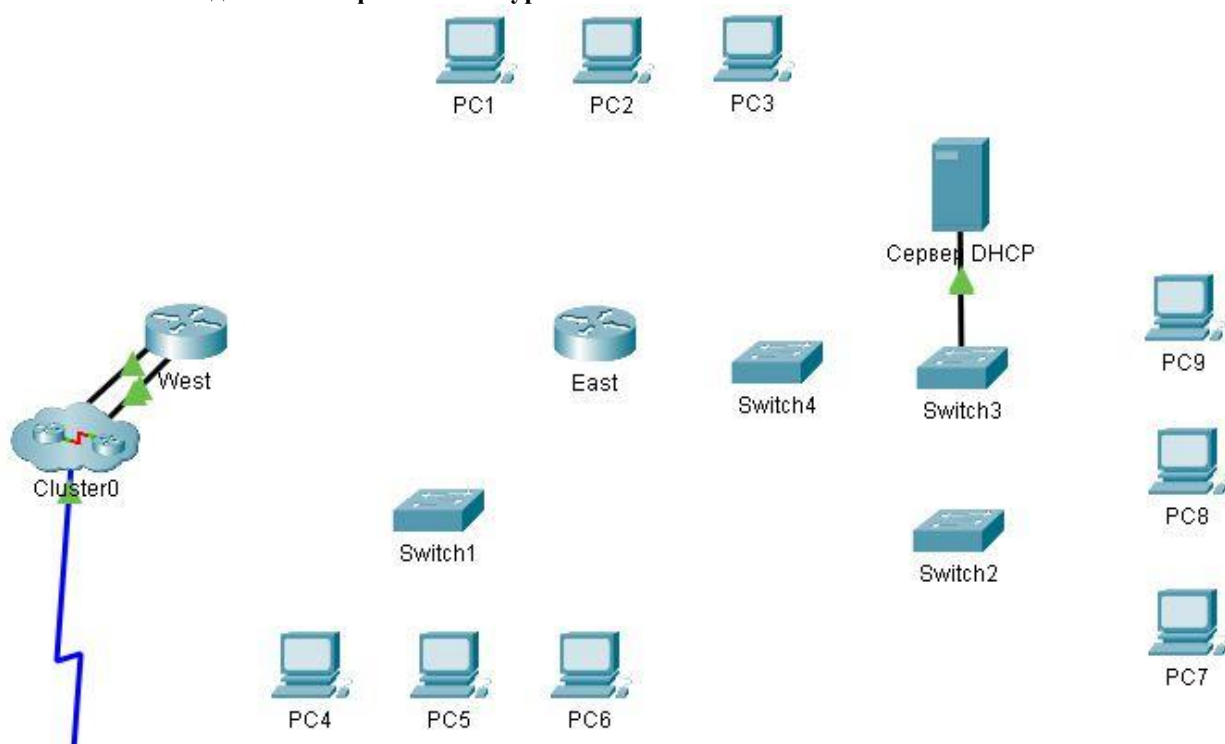 PC1
PC2
PC3
Сервер DHCP
PC9
West
East
Switch4
Switch3
Cluster0
PC8
Switch1
Switch2
PC7
PC4
PC5
PC6